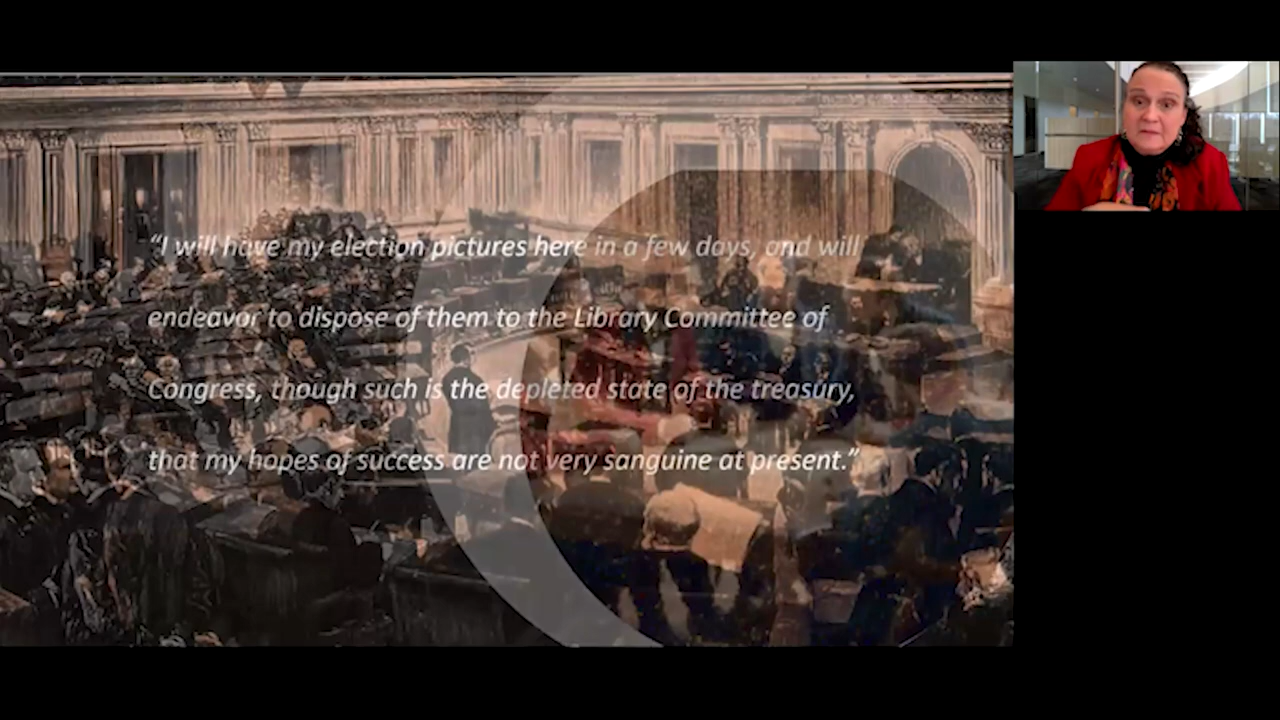 “I will have my election pictures here in a few days, and will
endeavor to dispose of them to the Library Committee of
Congress, though such is the depleted state of the treasury,
that my hopes of success are not very sanguine at present.”